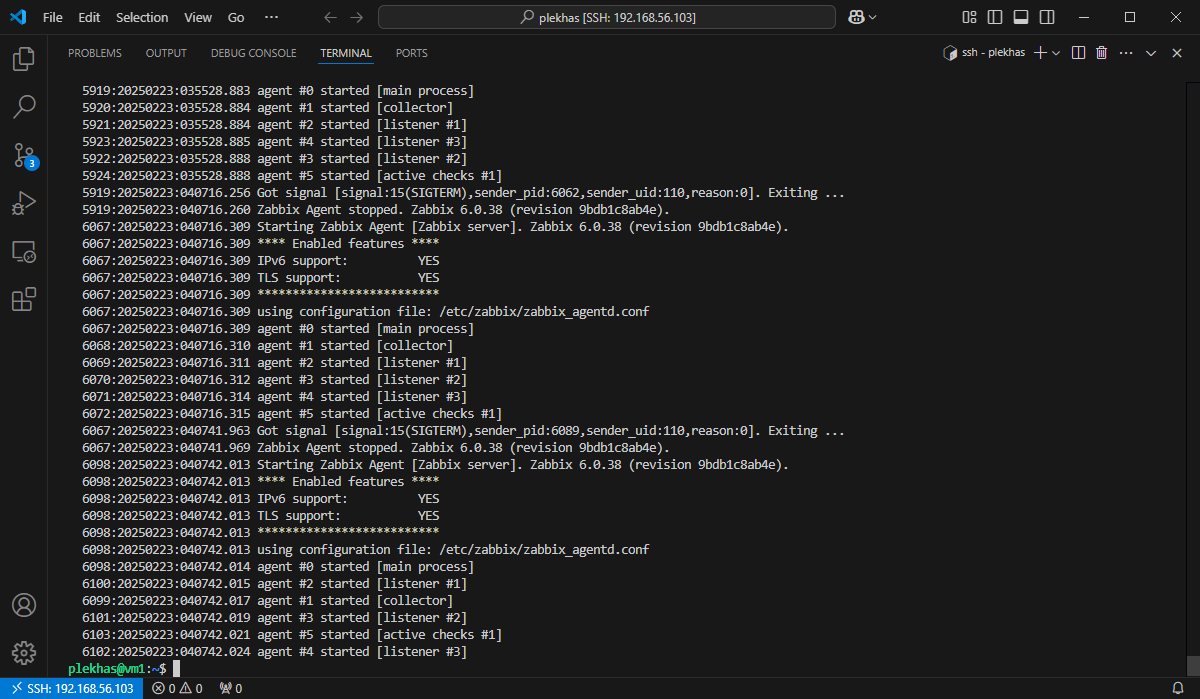 File Edit Selection View Go ··· plekhas [SSH: 192.168.56.103]
PROBLEMS OUTPUT DEBUG CONSOLE TERMINAL PORTS ssh - plekhas
5919:20250223:035528.883 agent #0 started [main process]
5920:20250223:035528.884 agent #1 started [collector]
5921:20250223:035528.884 agent #2 started [listener #1]
5923:20250223:035528.885 agent #4 started [listener #3]
5922:20250223:035528.888 agent #3 started [listener #2]
5924:20250223:035528.888 agent #5 started [active checks #1]
5919:20250223:040716.256 Got signal [signal:15(SIGTERM),sender_pid:6062,sender_uid:110,reason:0]. Exiting ...
5919:20250223:040716.260 Zabbix Agent stopped. Zabbix 6.0.38 (revision 9bdb1c8ab4e).
6067:20250223:040716.309 Starting Zabbix Agent [Zabbix server]. Zabbix 6.0.38 (revision 9bdb1c8ab4e).
6067:20250223:040716.309 **** Enabled features ****
6067:20250223:040716.309 IPv6 support:          YES
6067:20250223:040716.309 TLS support:           YES
6067:20250223:040716.309 **************************
6067:20250223:040716.309 using configuration file: /etc/zabbix/zabbix_agentd.conf
6067:20250223:040716.309 agent #0 started [main process]
6068:20250223:040716.310 agent #1 started [collector]
6069:20250223:040716.311 agent #2 started [listener #1]
6070:20250223:040716.312 agent #3 started [listener #2]
6071:20250223:040716.314 agent #4 started [listener #3]
6072:20250223:040716.315 agent #5 started [active checks #1]
6067:20250223:040741.963 Got signal [signal:15(SIGTERM),sender_pid:6089,sender_uid:110,reason:0]. Exiting ...
6067:20250223:040741.969 Zabbix Agent stopped. Zabbix 6.0.38 (revision 9bdb1c8ab4e).
6098:20250223:040742.013 Starting Zabbix Agent [Zabbix server]. Zabbix 6.0.38 (revision 9bdb1c8ab4e).
6098:20250223:040742.013 **** Enabled features ****
6098:20250223:040742.013 IPv6 support:          YES
6098:20250223:040742.013 TLS support:           YES
6098:20250223:040742.013 **************************
6098:20250223:040742.013 using configuration file: /etc/zabbix/zabbix_agentd.conf
6098:20250223:040742.014 agent #0 started [main process]
6100:20250223:040742.015 agent #2 started [listener #1]
6099:20250223:040742.017 agent #1 started [collector]
6101:20250223:040742.019 agent #3 started [listener #2]
6103:20250223:040742.021 agent #5 started [active checks #1]
6102:20250223:040742.024 agent #4 started [listener #3]
plekhas@vm1:~$
3
SSH: 192.168.56.103 0 0 0